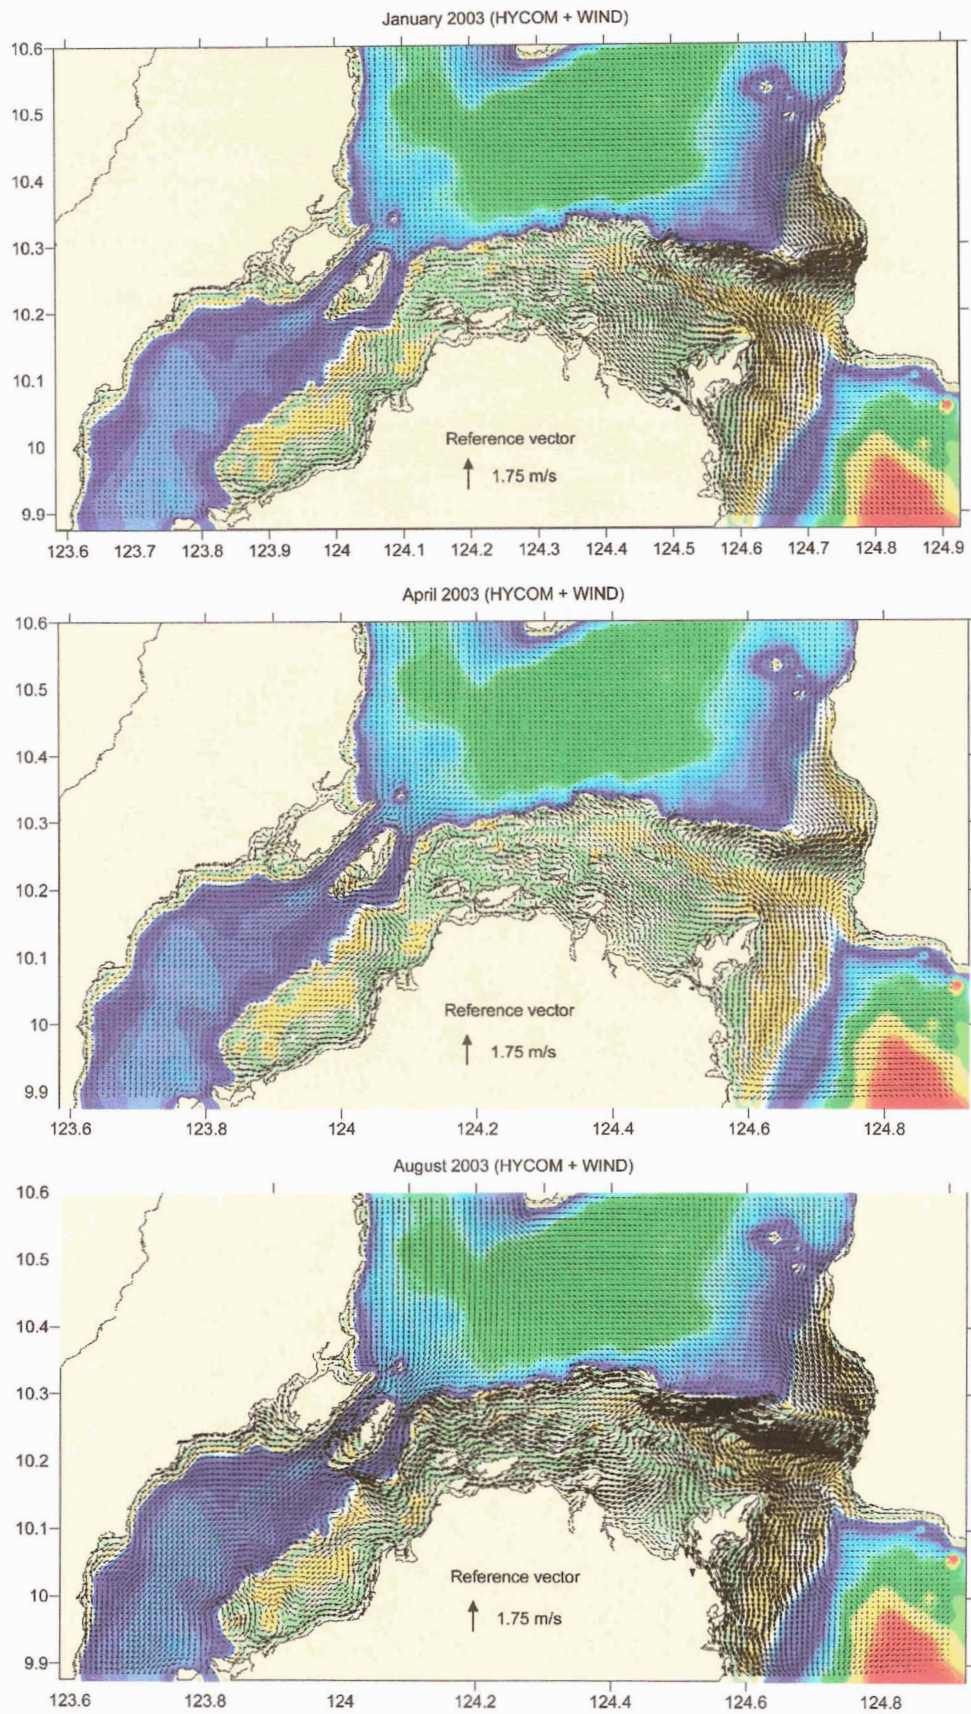 January 2003 (HYCOM + WIND)
10.6
10.5
10.4
10.3
10.2
10.1
10
9.9
Reference vector
1.75 m/s
123.6 123.7 123.8 123.9 124 124.1 124.2 124.3 124.4 124.5 124.6 124.7 124.8 124.9
April 2003 (HYCOM + WIND)
10.6
10.5
10.4
10.3
10.2
10.1
10
9.9
Reference vector
1.75 m/s
123.6 123.8 124 124.2 124.4 124.6 124.8
August 2003 (HYCOM + WIND)
10.6
10.5
10.4
10.3
10.2
10.1
10
9.9
Reference vector
1.75 m/s
123.6 123.8 124 124.2 124.4 124.6 124.8